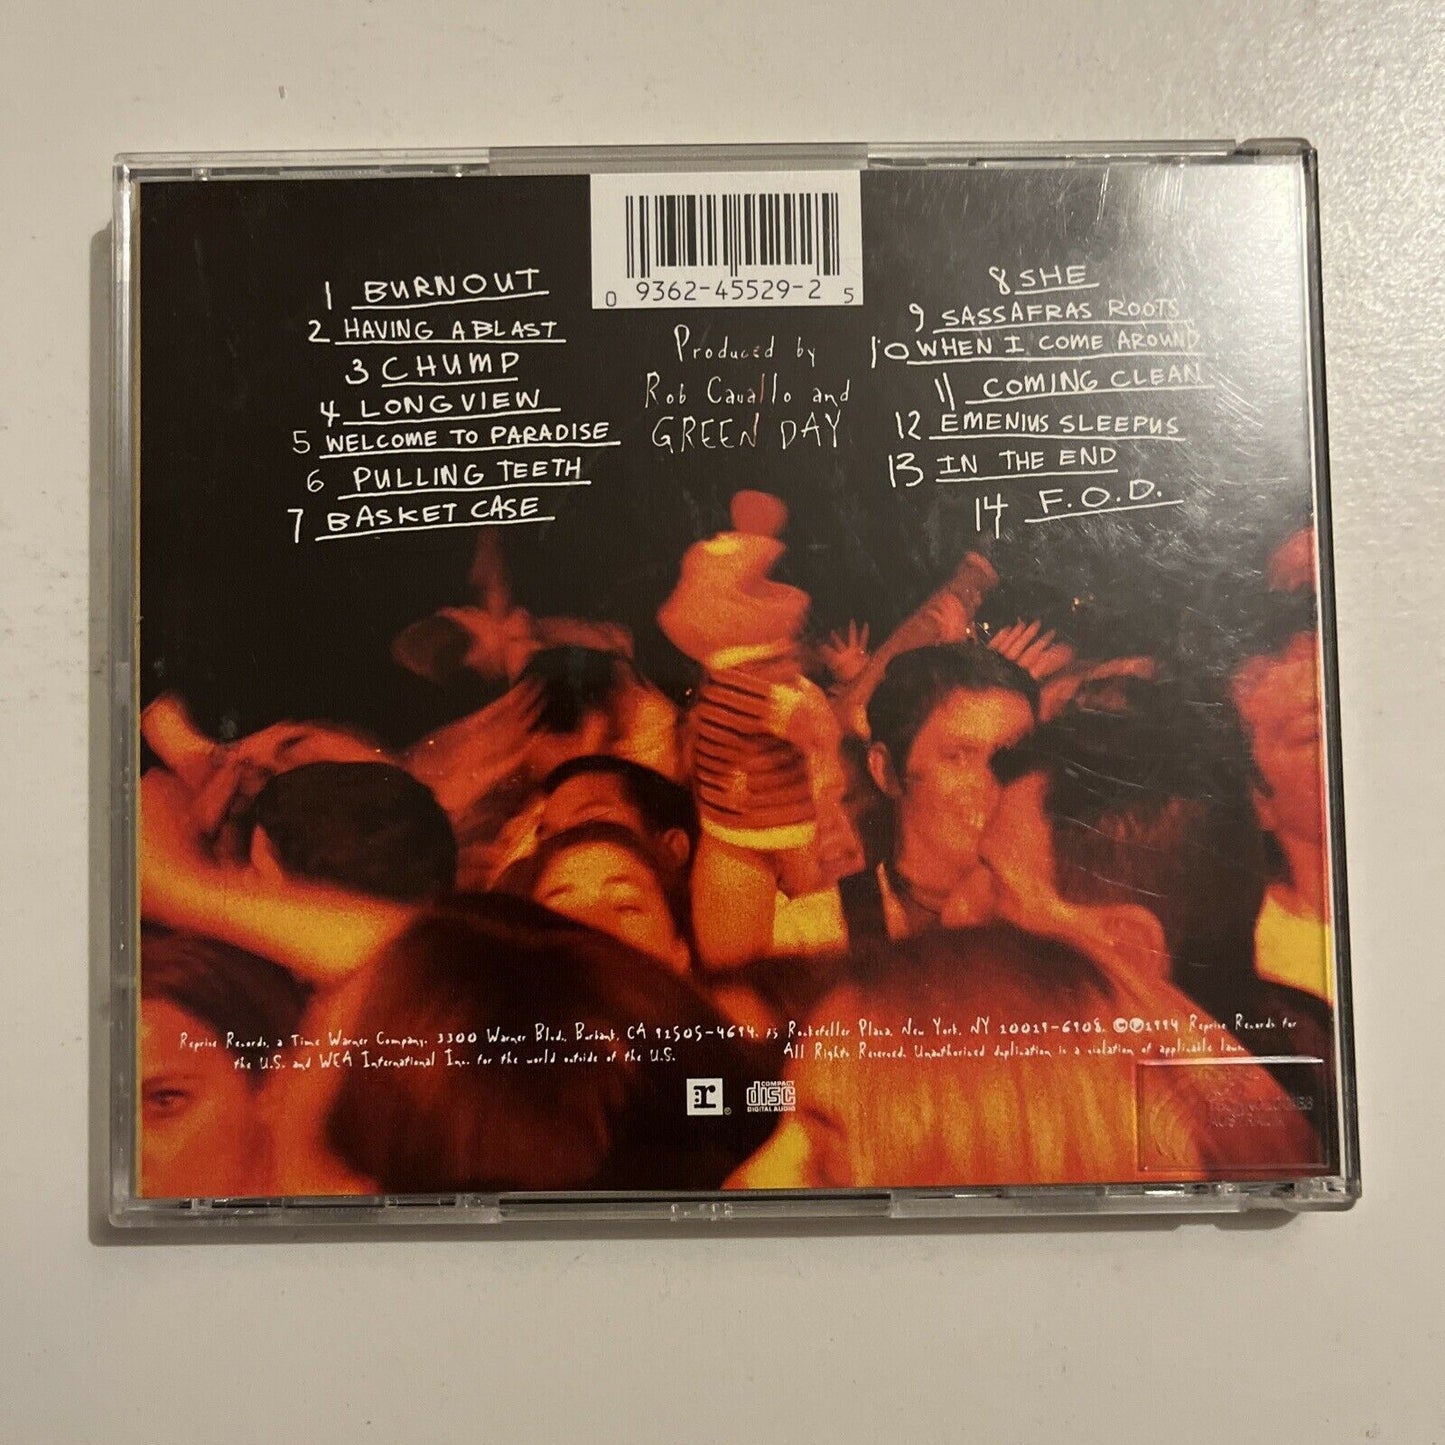 0 9362-45529-2 5
1 BURNOUT
2 HAVING A BLAST
3 CHUMP
4 LONGVIEW
5 WELCOME TO PARADISE
6 PULLING TEETH
7 BASKET CASE
Produced by
Rob Cavallo and
GREEN DAY
8 SHE
9 SASSAFRAS ROOTS
10 WHEN I COME AROUND
11 COMING CLEAN
12 EMENIUS SLEEPUS
13 IN THE END
14 F.O.D.
Reprise Records, a Time Warner Company. 3300 Warner Blvd., Burbank, CA 91505-4694. 75 Rockefeller Plaza, New York, NY 10019-6908. ©℗1994 Reprise Records for
the U.S. and WEA International Inc. for the world outside of the U.S. All Rights Reserved. Unauthorized duplication is a violation of applicable laws.
r ®
COMPACT
disc
DIGITAL AUDIO
AUSTRALIA